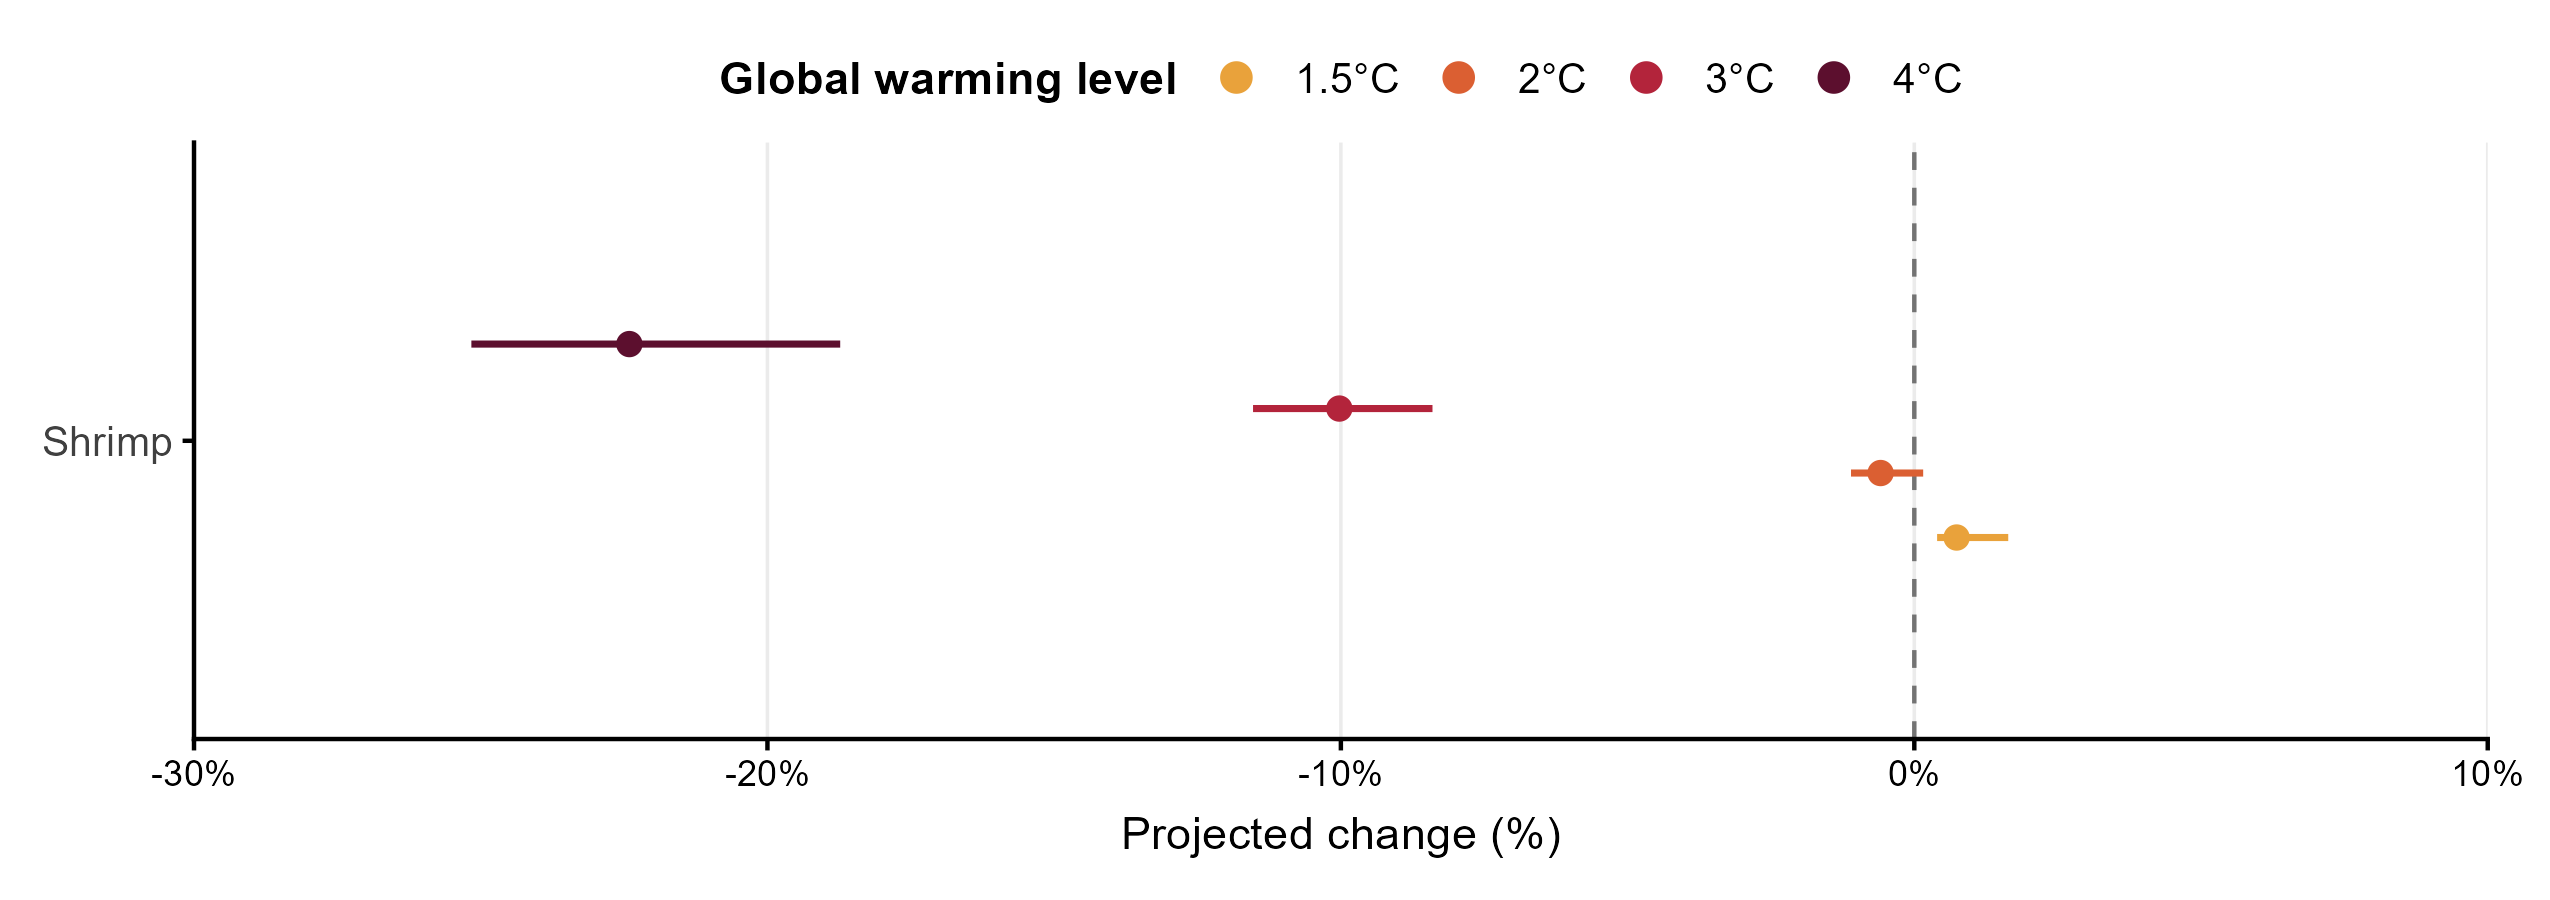 Global warming level 1.5°C 2°C 3°C 4°C
Shrimp
-30% -20% -10% 0% 10%
Projected change (%)